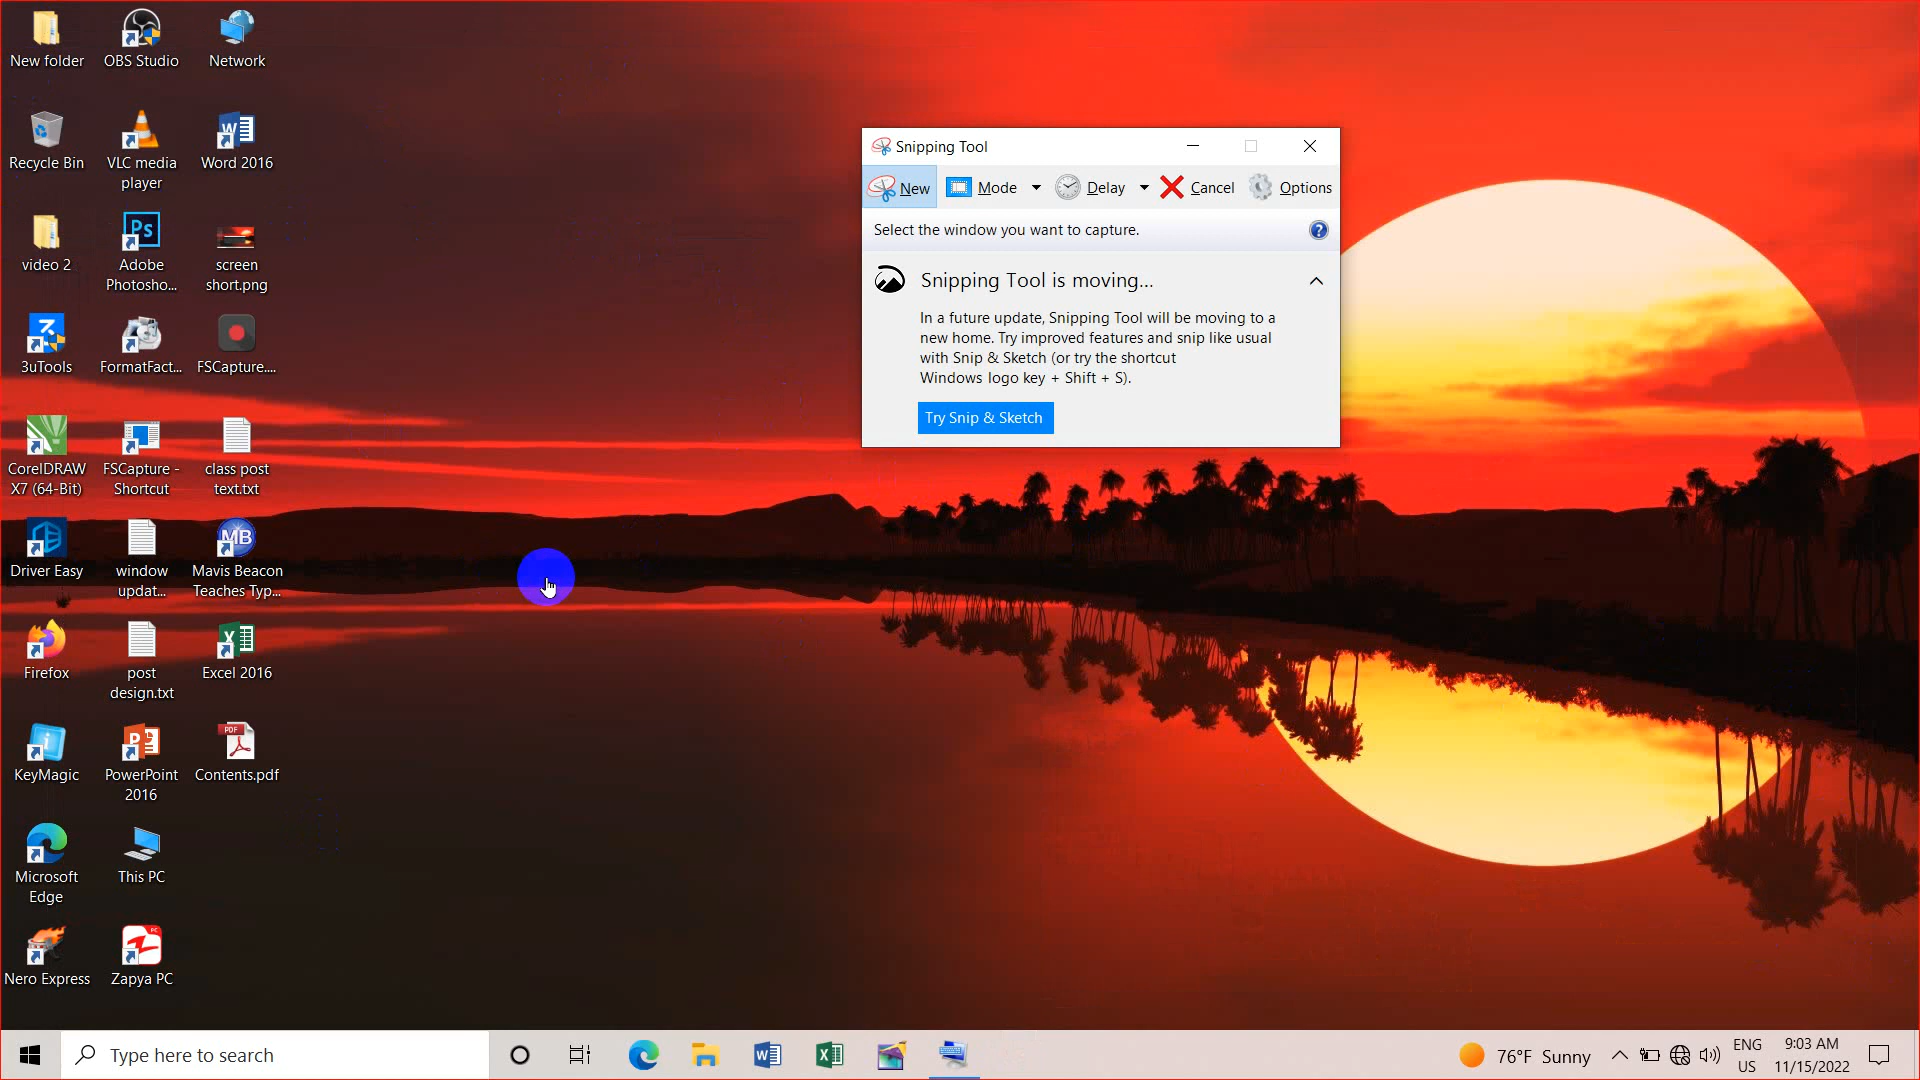 New folder
OBS Studio
Network
Recycle Bin
VLC media
player
Word 2016
video 2
Ps
Adobe
Photosho...
screen
short.png
3uTools
FormatFact...
FSCapture....
CorelDRAW
X7 (64-Bit)
FSCapture -
Shortcut
class post
text.txt
Driver Easy
window
updat...
MB
Mavis Beacon
Teaches Typ...
Firefox
post
design.txt
Excel 2016
KeyMagic
PowerPoint
2016
PDF
Contents.pdf
Microsoft
Edge
This PC
Nero Express
PC
Zapya PC
Snipping Tool
New
Mode
Delay
Cancel
Options
Select the window you want to capture.
?
Snipping Tool is moving...
In a future update, Snipping Tool will be moving to a
new home. Try improved features and snip like usual
with Snip & Sketch (or try the shortcut
Windows logo key + Shift + S).
Try Snip & Sketch
Type here to search
76°F Sunny
ENG
US
9:03 AM
11/15/2022